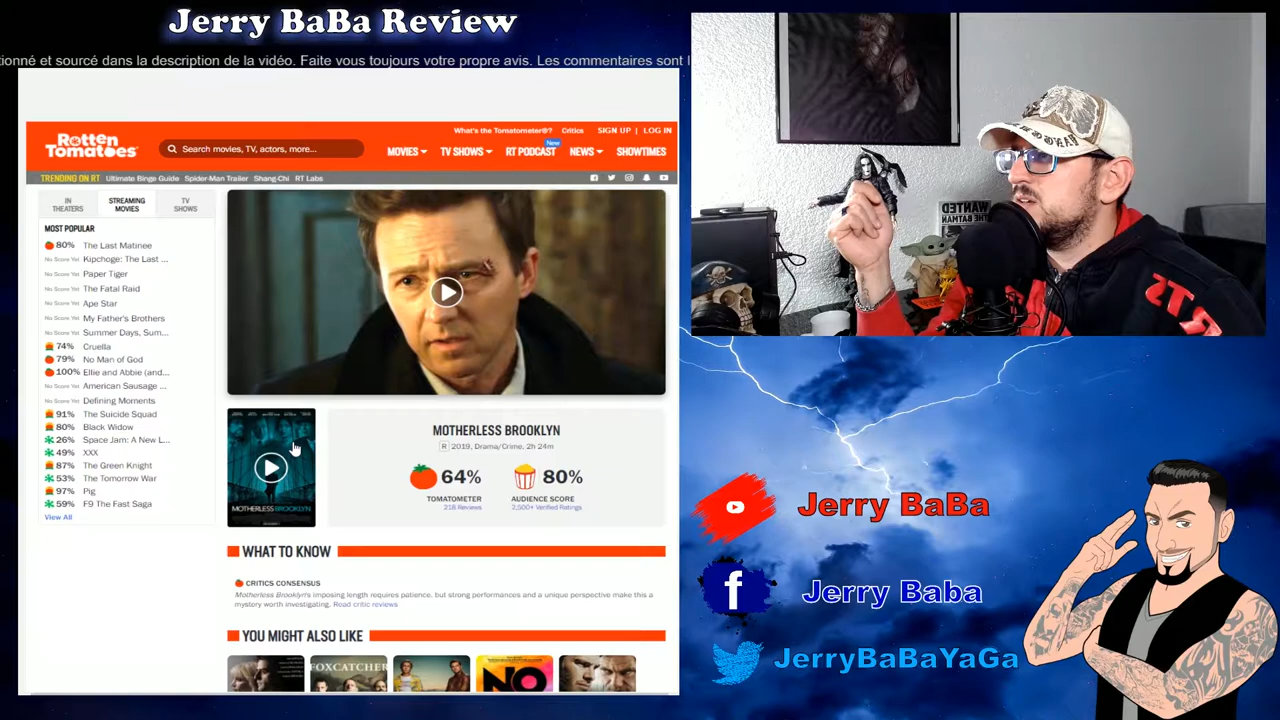 Jerry BaBa Review
tionné et sourcé dans la description de la vidéo. Faite vous toujours votre propre avis. Les commentaires sont l
What's the Tomatometer®? Critics SIGN UP | LOG IN
Rotten Tomatoes
Search movies, TV, actors, more...
MOVIES TV SHOWS RT PODCAST New NEWS SHOWTIMES
TRENDING ON RT Ultimate Binge Guide Spider-Man Trailer Shang-Chi RT Labs
IN THEATERS STREAMING MOVIES TV SHOWS
MOST POPULAR
80% The Last Matinee
No Score Yet Kipchoge: The Last ...
No Score Yet Paper Tiger
No Score Yet The Fatal Raid
No Score Yet Ape Star
No Score Yet My Father's Brothers
No Score Yet Summer Days, Sum...
74% Cruella
79% No Man of God
100% Ellie and Abbie (and...
No Score Yet American Sausage ...
No Score Yet Defining Moments
91% The Suicide Squad
80% Black Widow
26% Space Jam: A New L...
49% XXX
87% The Green Knight
53% The Tomorrow War
97% Pig
59% F9 The Fast Saga
View All
MOTHERLESS BROOKLYN
MOTHERLESS BROOKLYN
R 2019, Drama/Crime, 2h 24m
64% 80%
TOMATOMETER AUDIENCE SCORE
218 Reviews 2,500+ Verified Ratings
WHAT TO KNOW
CRITICS CONSENSUS
Motherless Brooklyn's imposing length requires patience, but strong performances and a unique perspective make this a
mystery worth investigating. Read critic reviews
YOU MIGHT ALSO LIKE
FOXCATCHER
NO
WANTED
THE BATMAN
Jerry BaBa
f Jerry Baba
JerryBaBaYaGa